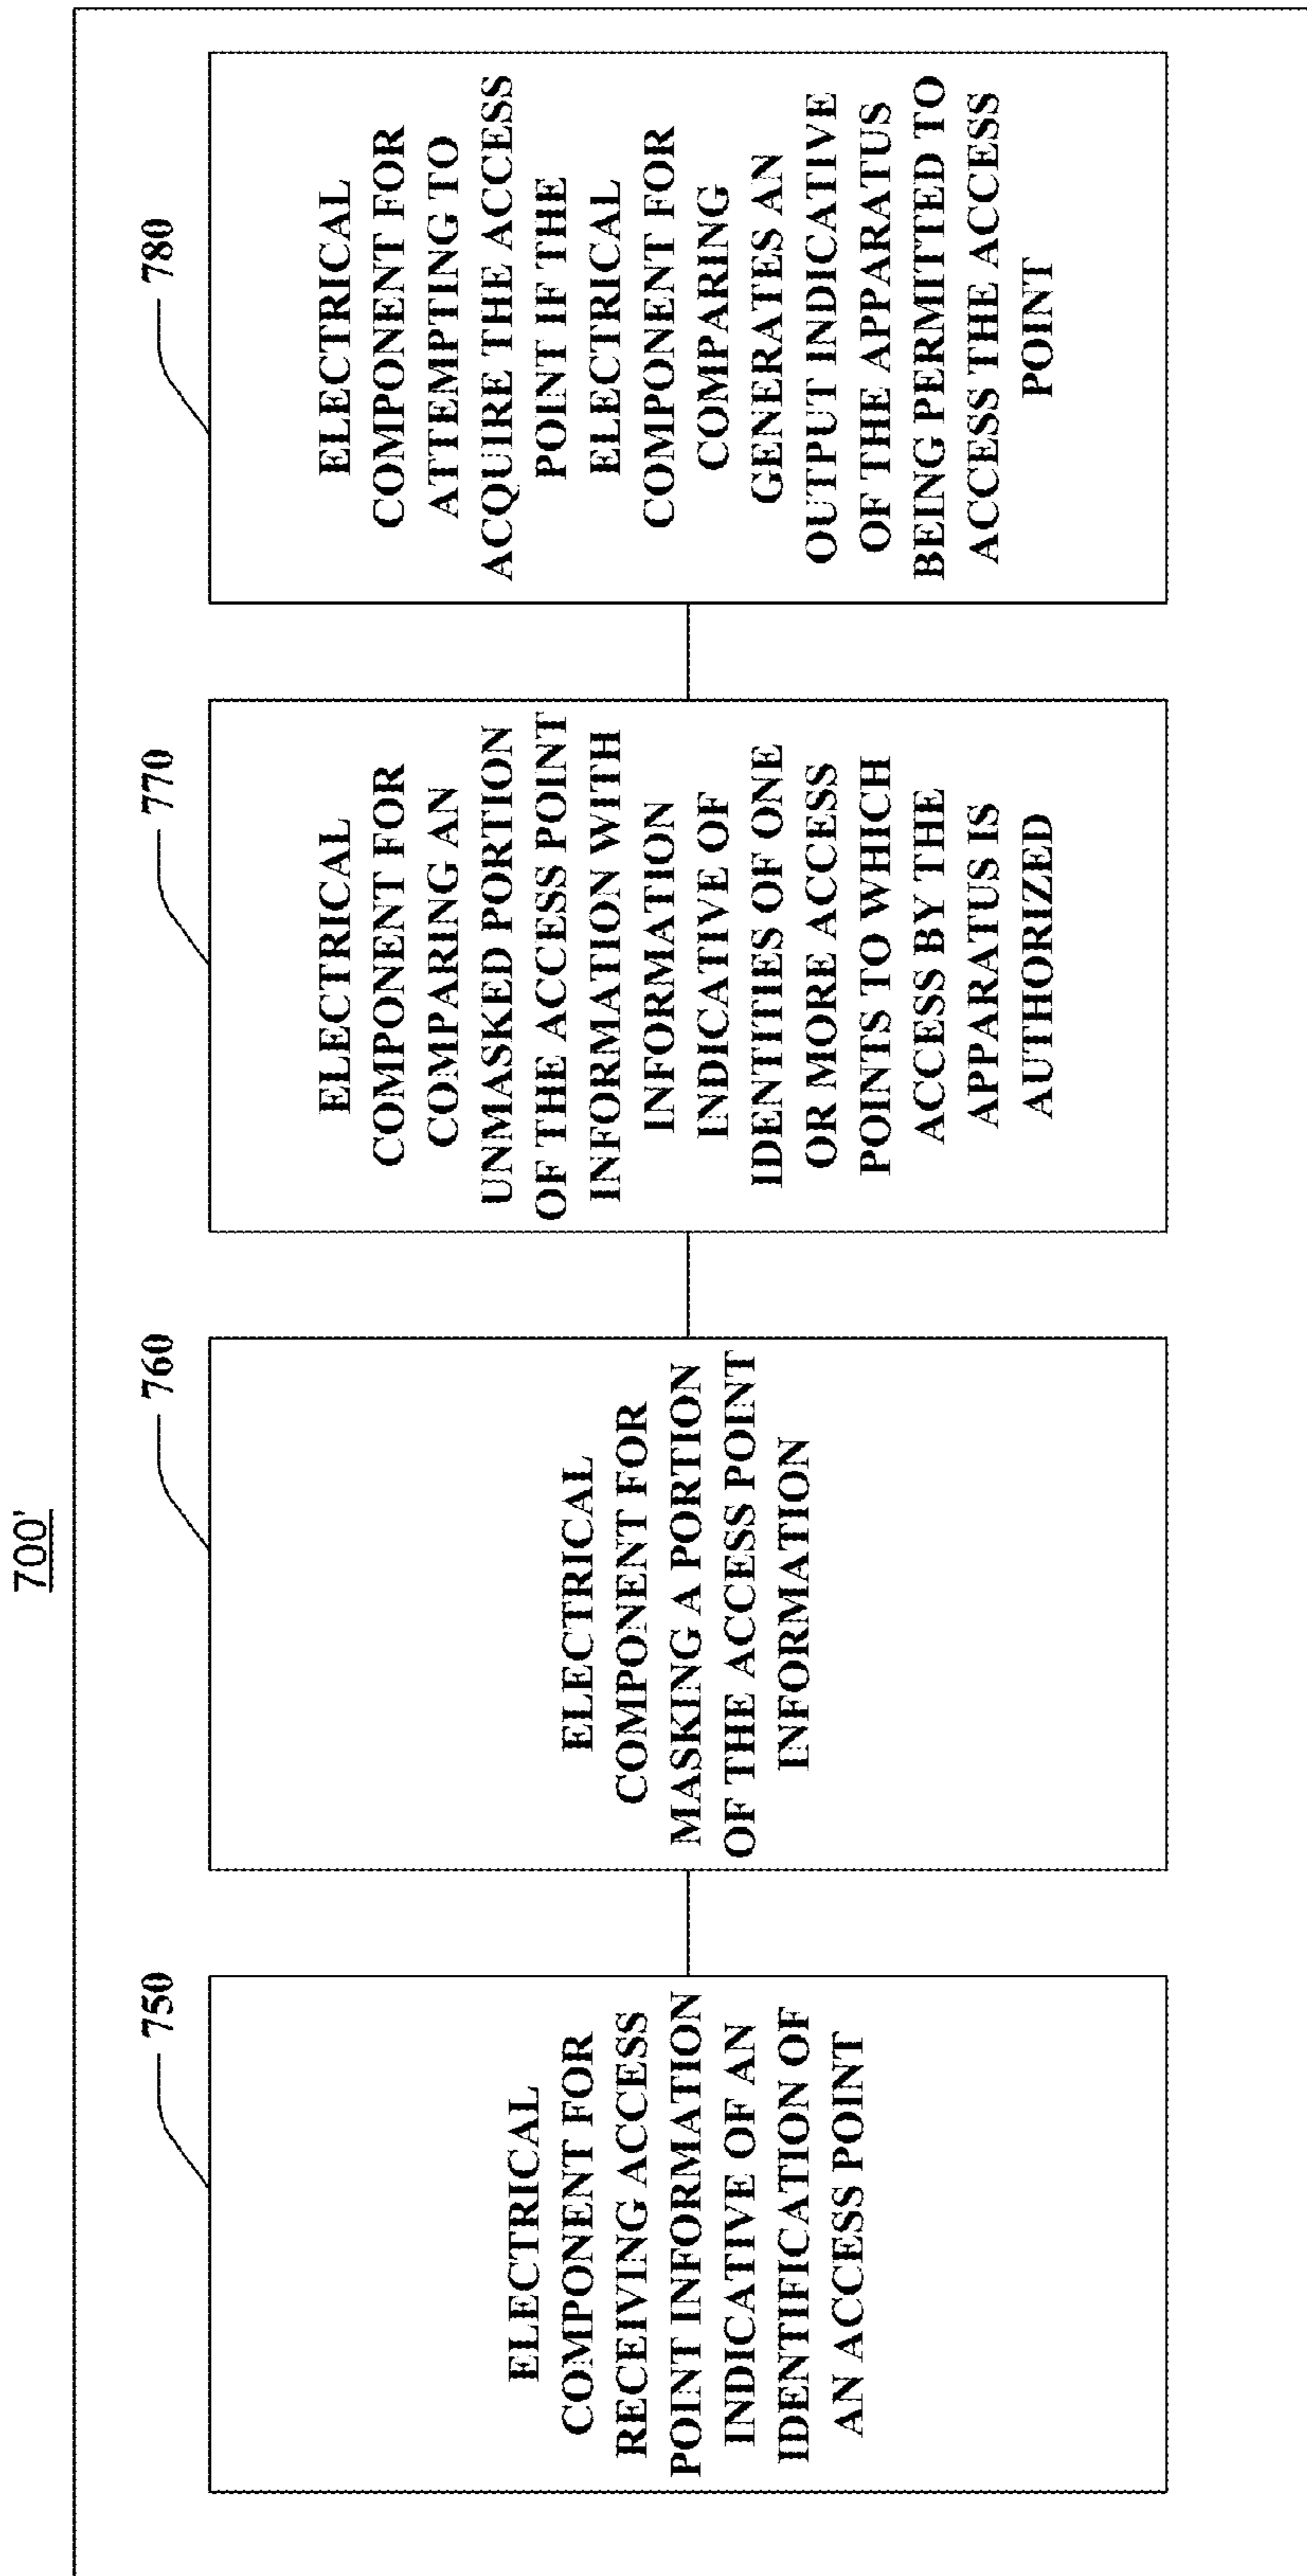 700'
750
ELECTRICAL
COMPONENT FOR
RECEIVING ACCESS
POINT INFORMATION
INDICATIVE OF AN
IDENTIFICATION OF
AN ACCESS POINT
760
ELECTRICAL
COMPONENT FOR
MASKING A PORTION
OF THE ACCESS POINT
INFORMATION
770
ELECTRICAL
COMPONENT FOR
COMPARING AN
UNMASKED PORTION
OF THE ACCESS POINT
INFORMATION WITH
INFORMATION
INDICATIVE OF
IDENTITIES OF ONE
OR MORE ACCESS
POINTS TO WHICH
ACCESS BY THE
APPARATUS IS
AUTHORIZED
780
ELECTRICAL
COMPONENT FOR
ATTEMPTING TO
ACQUIRE THE ACCESS
POINT IF THE
ELECTRICAL
COMPONENT FOR
COMPARING
GENERATES AN
OUTPUT INDICATIVE
OF THE APPARATUS
BEING PERMITTED TO
ACCESS THE ACCESS
POINT